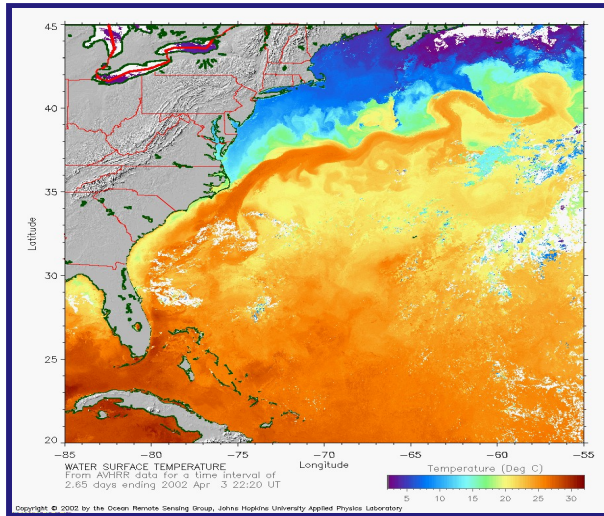 45
40
35
30
25
20
Latitude
-85 -80 -75 -70 -65 -60 -55
Longitude
WATER SURFACE TEMPERATURE
From AVHRR data for a time interval of
2.65 days ending 2002 Apr 3 22:20 UT
Temperature (Deg C)
5 10 15 20 25 30
Copyright © 2002 by the Ocean Remote Sensing Group, Johns Hopkins University Applied Physics Laboratory